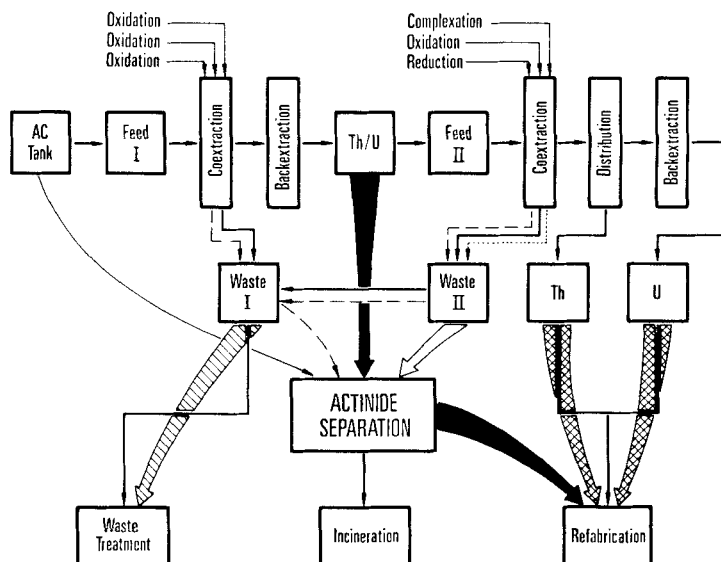 Oxidation
Oxidation
Oxidation
Complexation
Oxidation
Reduction
AC
Tank
Feed
I
Coextraction
Backextraction
Th/U
Feed
II
Coextraction
Distribution
Backextraction
Waste
I
Waste
II
Th
U
ACTINIDE
SEPARATION
Waste
Treatment
Incineration
Refabrication